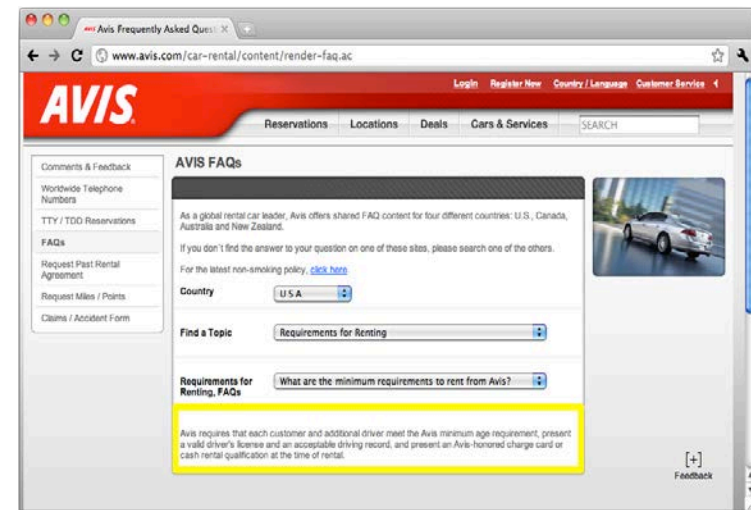 Avis Frequently Asked Quest
www.avis.com/car-rental/content/render-faq.ac
Login Register Now Country / Language Customer Service
AVIS
Reservations Locations Deals Cars & Services SEARCH
AVIS FAQs
Comments & Feedback
Worldwide Telephone
Numbers
TTY / TDD Reservations
FAQs
Request Past Rental
Agreement
Request Miles / Points
Claims / Accident Form
As a global rental car leader, Avis offers shared FAQ content for four different countries: U.S., Canada,
Australia and New Zealand.
If you don't find the answer to your question on one of these sites, please search one of the others.
For the latest non-smoking policy, click here
Country USA
Find a Topic Requirements for Renting
Requirements for
Renting, FAQs What are the minimum requirements to rent from Avis?
Avis requires that each customer and additional driver meet the Avis minimum age requirement, present
a valid driver's license and an acceptable driving record, and present an Avis-honored charge card or
cash rental qualification at the time of rental.
[+]
Feedback